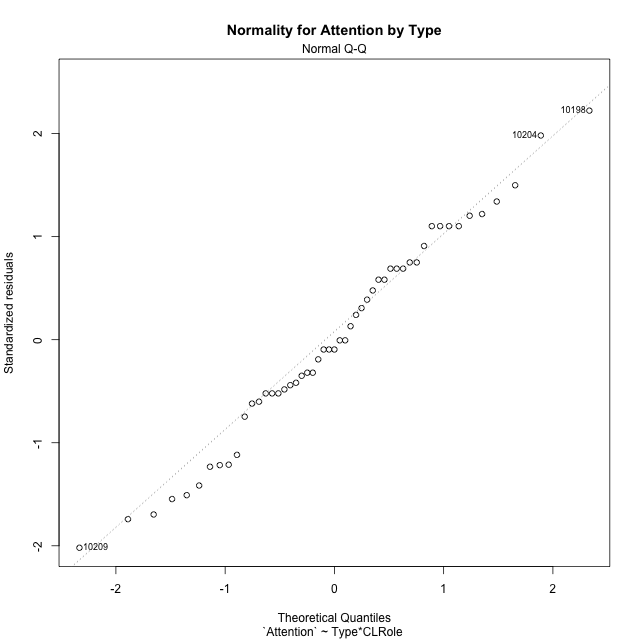 Normality for Attention by Type
Normal Q-Q
10198
10204
10209
2
1
0
-1
-2
Standardized residuals
-2 -1 0 1 2
Theoretical Quantiles
`Attention` ~ Type*CLRole